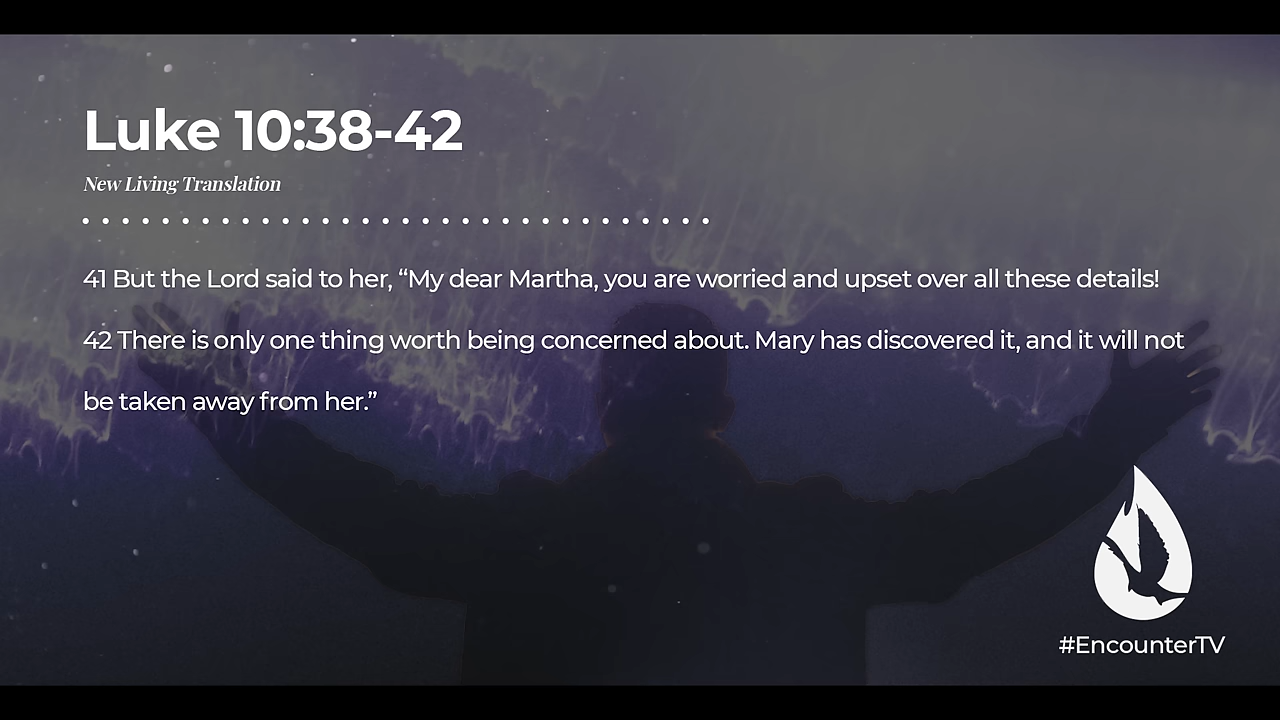 Luke 10:38-42
New Living Translation
41 But the Lord said to her, “My dear Martha, you are worried and upset over all these details!
42 There is only one thing worth being concerned about. Mary has discovered it, and it will not
be taken away from her.”
#EncounterTV